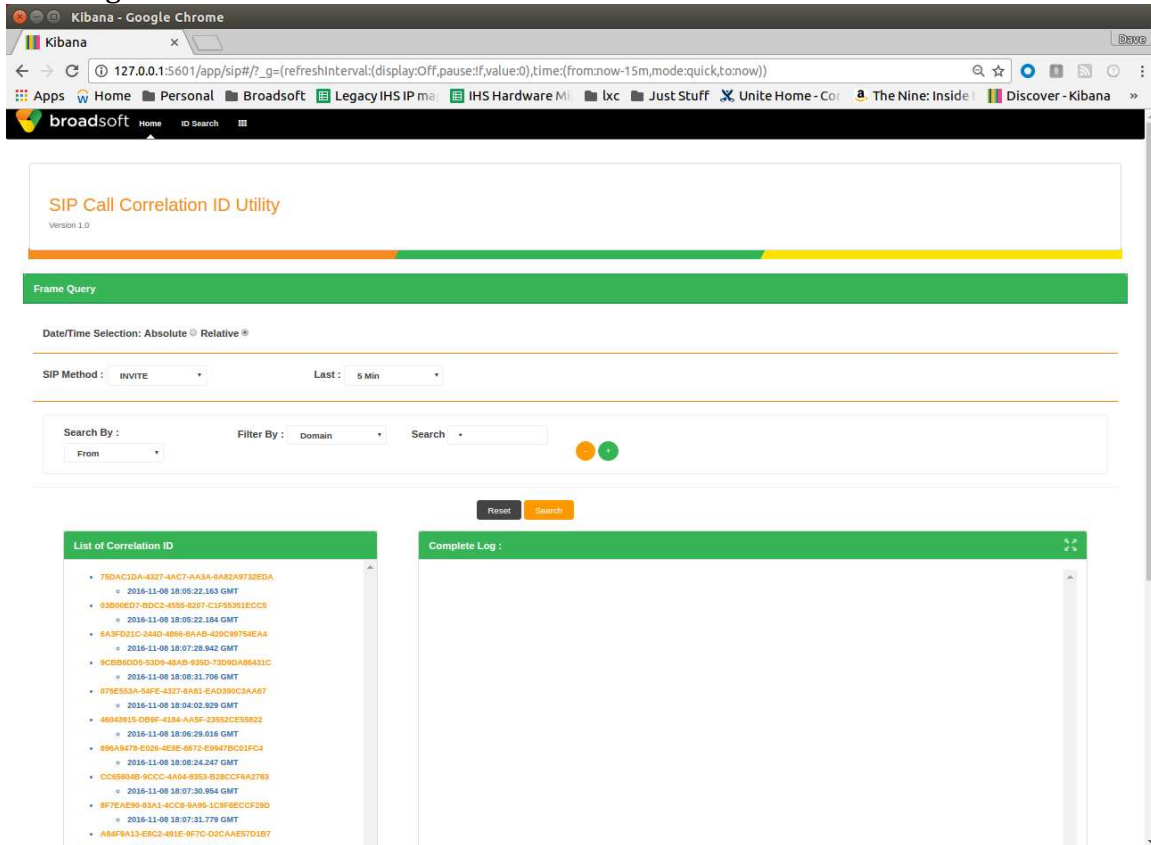 Kibana - Google Chrome
Kibana
Dave
127.0.0.1:5601/app/sip#/?_g=(refreshInterval:(display:Off,pause:!f,value:0),time:(from:now-15m,mode:quick,to:now))
Apps Home Personal Broadsoft Legacy IHS IP ma IHS Hardware Mi lxc Just Stuff Unite Home - Cor The Nine: Inside t Discover - Kibana »
broadsoft Home ID Search
SIP Call Correlation ID Utility
Version 1.0
Frame Query
Date/Time Selection: Absolute Relative
SIP Method : INVITE Last : 5 Min
Search By : Filter By : Domain Search *
From - +
Reset Search
List of Correlation ID Complete Log :
75DAC1DA-4327-4AC7-AA3A-0A82A9732EDA
2016-11-08 18:05:22.163 GMT
03B00ED7-BDC2-4555-8207-C1F55351ECC5
2016-11-08 18:05:22.184 GMT
6A3FD21C-244D-4866-8AAB-420C99754EA4
2016-11-08 18:07:28.942 GMT
9CBB6DD5-53D9-48AB-935D-73D9DA86431C
2016-11-08 18:08:31.706 GMT
075E553A-54FE-4327-8A81-EAD390C3AA67
2016-11-08 18:04:02.929 GMT
46043915-DB9F-4184-AA5F-23552CE55822
2016-11-08 18:06:29.016 GMT
896A9478-E026-4E8E-8672-E9947BC01FC4
2016-11-08 18:08:24.247 GMT
CC65804B-9CCC-4A04-8353-B28CCF6A2783
2016-11-08 18:07:30.954 GMT
8F7EAE90-83A1-4CC8-9A95-1C9F8ECCF29D
2016-11-08 18:07:31.779 GMT
A84F9A13-E8C2-491E-9F7C-D2CAAE57D1B7